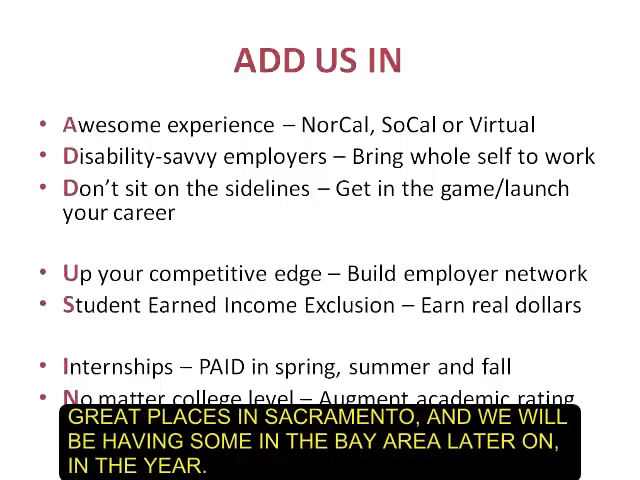 ADD US IN
• Awesome experience – NorCal, SoCal or Virtual
• Disability-savvy employers – Bring whole self to work
• Don't sit on the sidelines – Get in the game/launch
your career
• Up your competitive edge – Build employer network
• Student Earned Income Exclusion – Earn real dollars
• Internships – PAID in spring, summer and fall
• No matter college level – Augment academic rating
GREAT PLACES IN SACRAMENTO, AND WE WILL
BE HAVING SOME IN THE BAY AREA LATER ON,
IN THE YEAR.